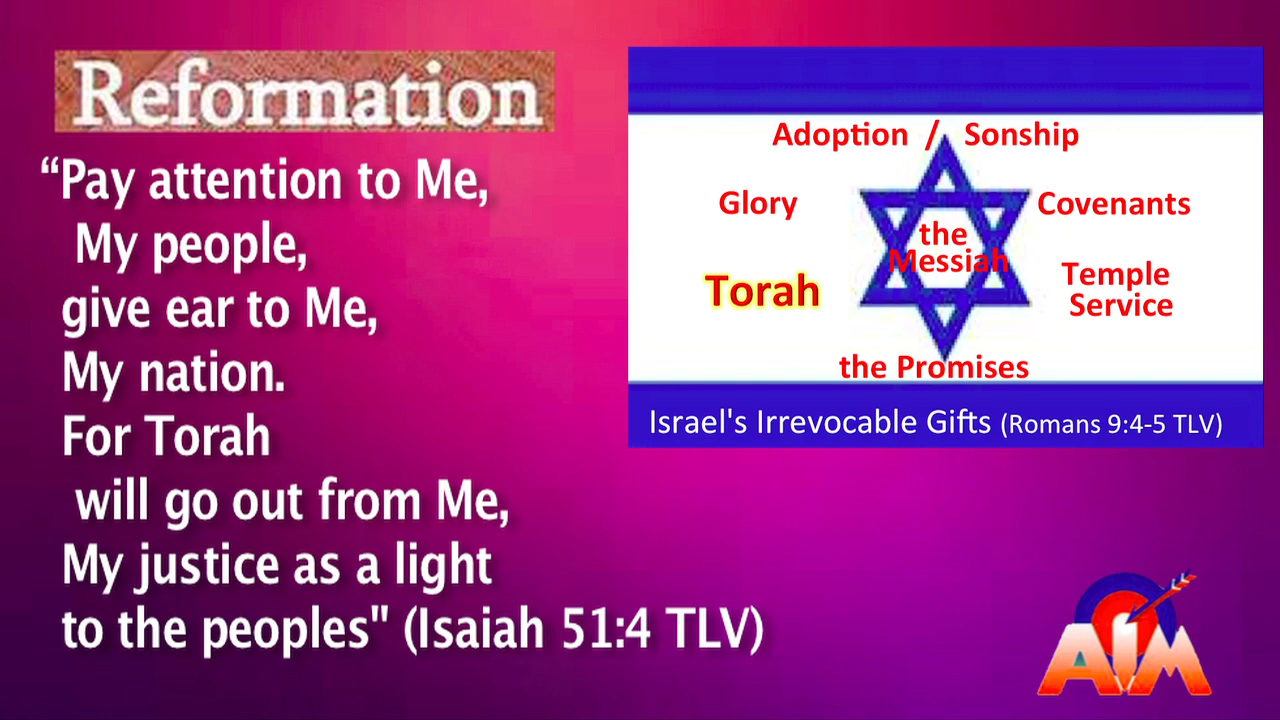 Reformation
“Pay attention to Me,
My people,
give ear to Me,
My nation.
For Torah
will go out from Me,
My justice as a light
to the peoples" (Isaiah 51:4 TLV)
Adoption / Sonship
Glory
Covenants
the
Messiah
Torah
Temple
Service
the Promises
Israel's Irrevocable Gifts (Romans 9:4-5 TLV)
AIM